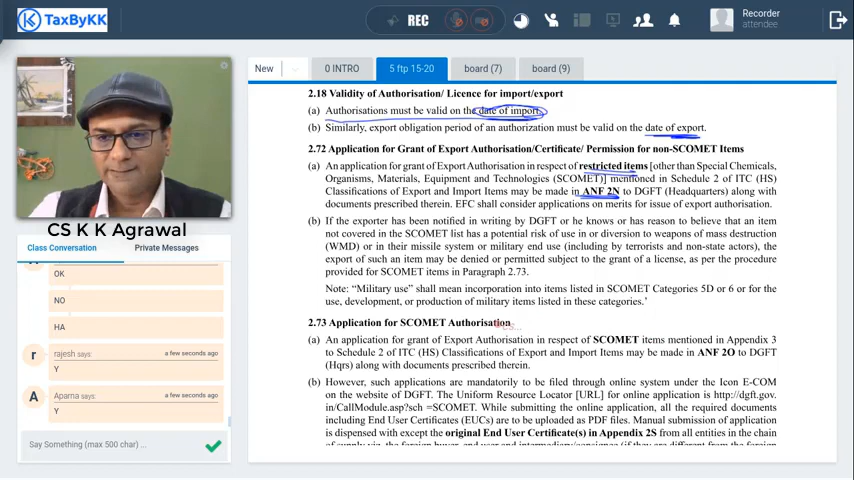 TaxByKK
REC
Recorder
attendee
New
0 INTRO
5 ftp 15-20
board (7)
board (9)
CS K K Agrawal
Class Conversation
Private Messages
OK
NO
HA
r
rajesh says:
a few seconds ago
Y
A
Aparna says:
a few seconds ago
Y
Say Something (max 500 char) ...
2.18 Validity of Authorisation/ Licence for import/export
(a) Authorisations must be valid on the date of import.
(b) Similarly, export obligation period of an authorization must be valid on the date of export.
2.72 Application for Grant of Export Authorisation/Certificate/ Permission for non-SCOMET Items
(a) An application for grant of Export Authorisation in respect of restricted items [other than Special Chemicals,
Organisms, Materials, Equipment and Technologies (SCOMET)] mentioned in Schedule 2 of ITC (HS)
Classifications of Export and Import Items may be made in ANF 2N to DGFT (Headquarters) along with
documents prescribed therein. EFC shall consider applications on merits for issue of export authorisation.
(b) If the exporter has been notified in writing by DGFT or he knows or has reason to believe that an item
not covered in the SCOMET list has a potential risk of use in or diversion to weapons of mass destruction
(WMD) or in their missile system or military end use (including by terrorists and non-state actors), the
export of such an item may be denied or permitted subject to the grant of a license, as per the procedure
provided for SCOMET items in Paragraph 2.73.
Note: “Military use” shall mean incorporation into items listed in SCOMET Categories 5D or 6 or for the
use, development, or production of military items listed in these categories.’
2.73 Application for SCOMET Authorisation
(a) An application for grant of Export Authorisation in respect of SCOMET items mentioned in Appendix 3
to Schedule 2 of ITC (HS) Classifications of Export and Import Items may be made in ANF 2O to DGFT
(Hqrs) along with documents prescribed therein.
(b) However, such applications are mandatorily to be filed through online system under the Icon E-COM
on the website of DGFT. The Uniform Resource Locator [URL] for online application is http://dgft.gov.
in/CallModule.asp?sch =SCOMET. While submitting the online application, all the required documents
including End User Certificates (EUCs) are to be uploaded as PDF files. Manual submission of application
is dispensed with except the original End User Certificate(s) in Appendix 2S from all entities in the chain
of supply viz. the foreign buyer, end user and intermediary/consignee (if they are different from the foreign